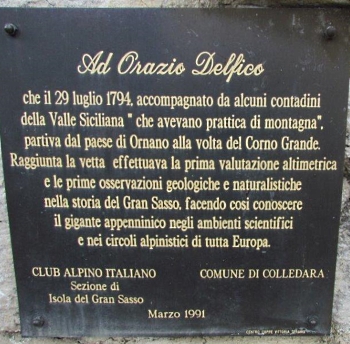 Ad Orazio Delfico
che il 29 luglio 1794, accompagnato da alcuni contadini
della Valle Siciliana " che avevano prattica di montagna",
partiva dal paese di Ornano alla volta del Corno Grande.
Raggiunta la vetta effettuava la prima valutazione altimetrica
e le prime osservazioni geologiche e naturalistiche
nella storia del Gran Sasso, facendo cosi conoscere
il gigante appenninico negli ambienti scientifici
e nei circoli alpinistici di tutta Europa.
CLUB ALPINO ITALIANO
Sezione di
Isola del Gran Sasso
COMUNE DI COLLEDARA
Marzo 1991